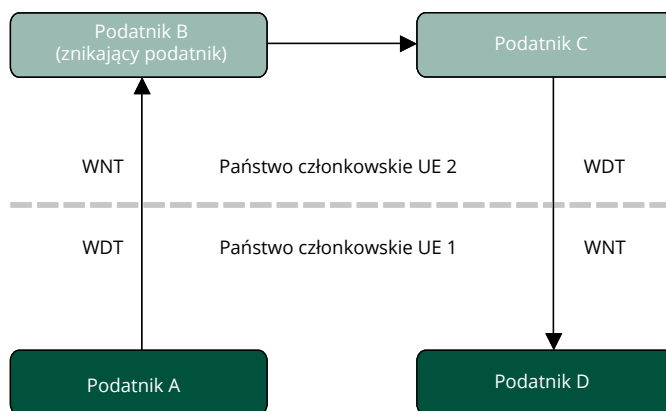 Podatnik B
(znikający podatnik)
Podatnik C
WNT
Państwo członkowskie UE 2
WDT
WDT
Państwo członkowskie UE 1
WNT
Podatnik A
Podatnik D